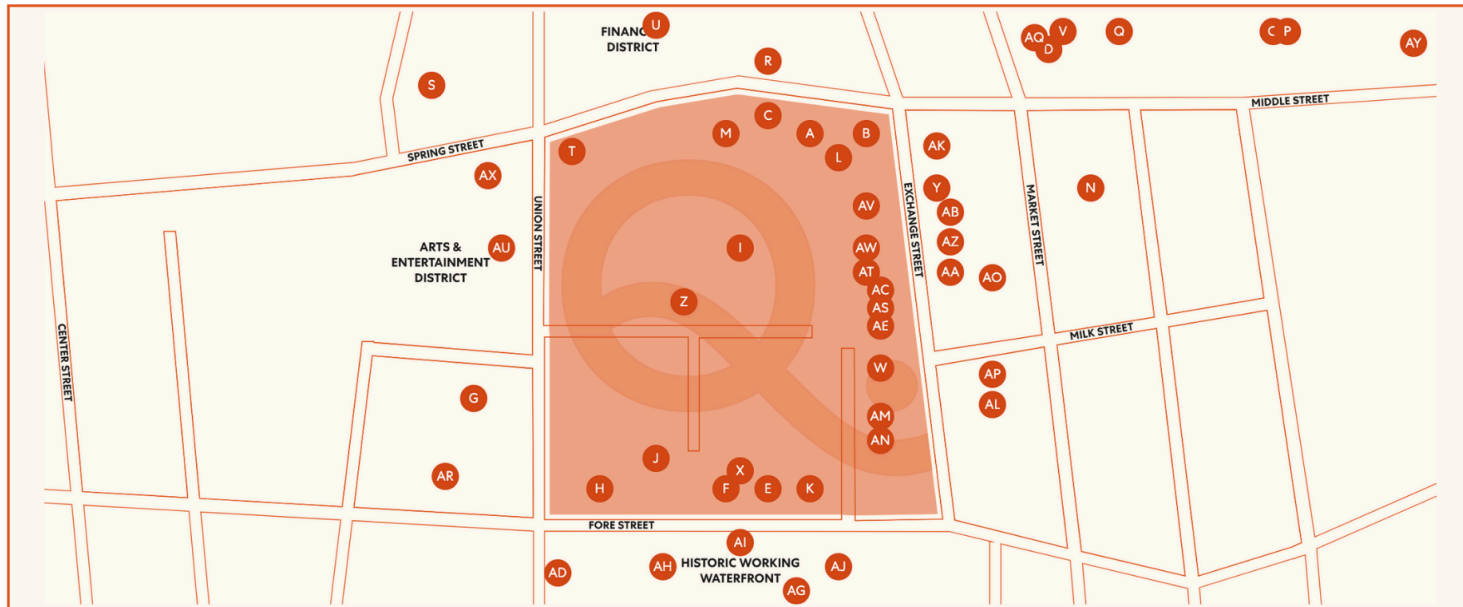 U
FINANC
DISTRICT
AQ
V
D
Q
P
AY
R
S
MIDDLE STREET
C
M
A
B
L
T
SPRING STREET
AK
AX
Y
N
UNION STREET
EXCHANGE STREET
MARKET STREET
AV
AB
AZ
ARTS &
ENTERTAINMENT
DISTRICT
AU
I
AW
AT
AA
AO
AC
AS
AE
Z
CENTER STREET
MILK STREET
W
AP
AL
G
AM
AN
J
X
AR
H
F
E
K
FORE STREET
AI
HISTORIC WORKING
WATERFRONT
AD
AH
AJ
AG